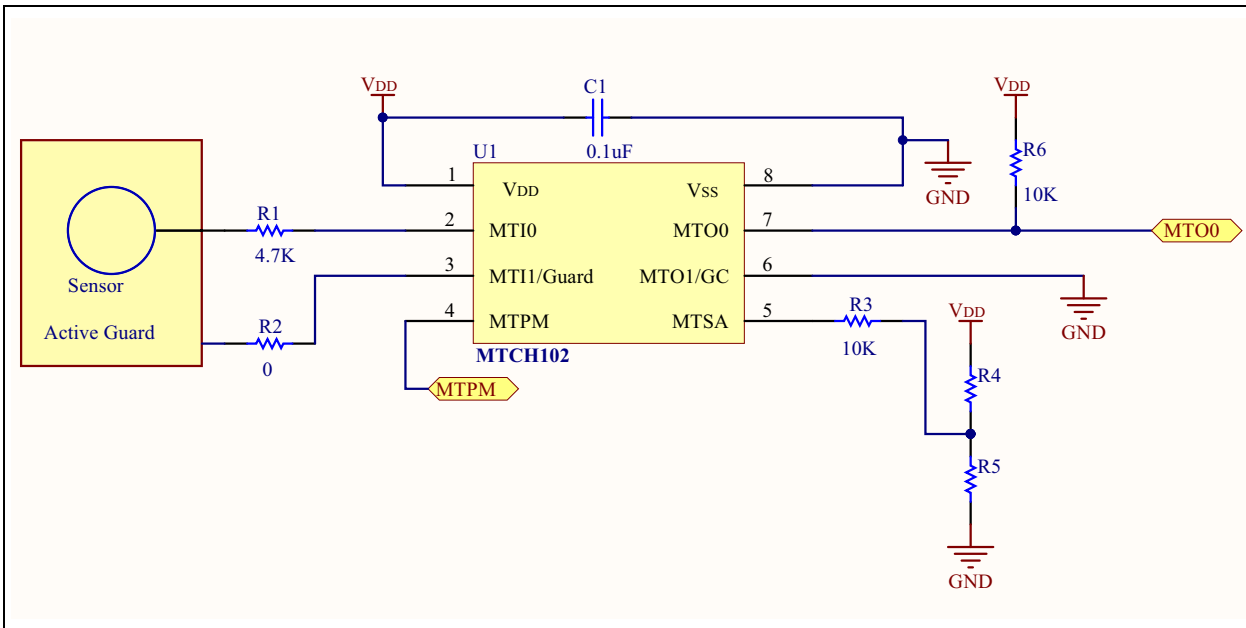 VDD
C1
0.1uF
VDD
R6
10K
U1
1
VDD
VSS
8
GND
2
MTI0
MTO0
7
MTO0
R1
4.7K
3
MTI1/Guard
MTO1/GC
6
GND
Sensor
Active Guard
R2
0
4
MTPM
MTSA
5
R3
10K
VDD
MTCH102
MTPM
R4
R5
GND